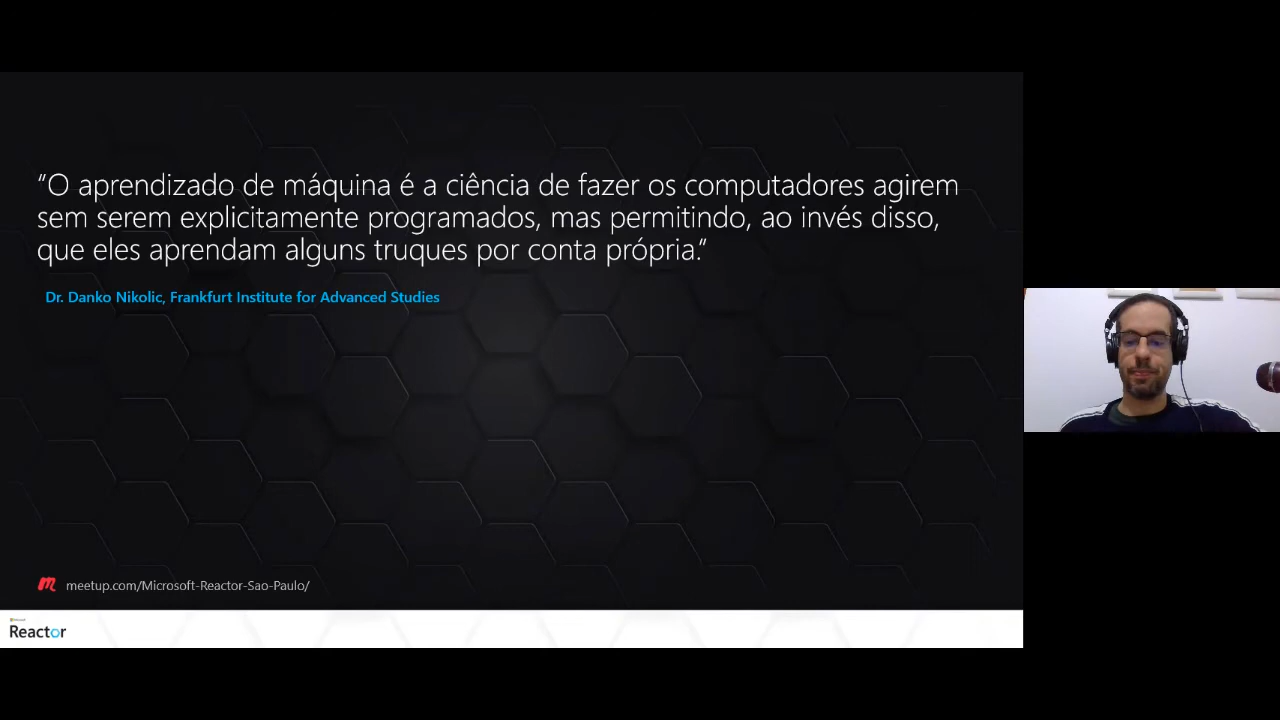 “O aprendizado de máquina é a ciência de fazer os computadores agirem
sem serem explicitamente programados, mas permitindo, ao invés disso,
que eles aprendam alguns truques por conta própria.”
Dr. Danko Nikolic, Frankfurt Institute for Advanced Studies
meetup.com/Microsoft-Reactor-Sao-Paulo/
Microsoft
Reactor